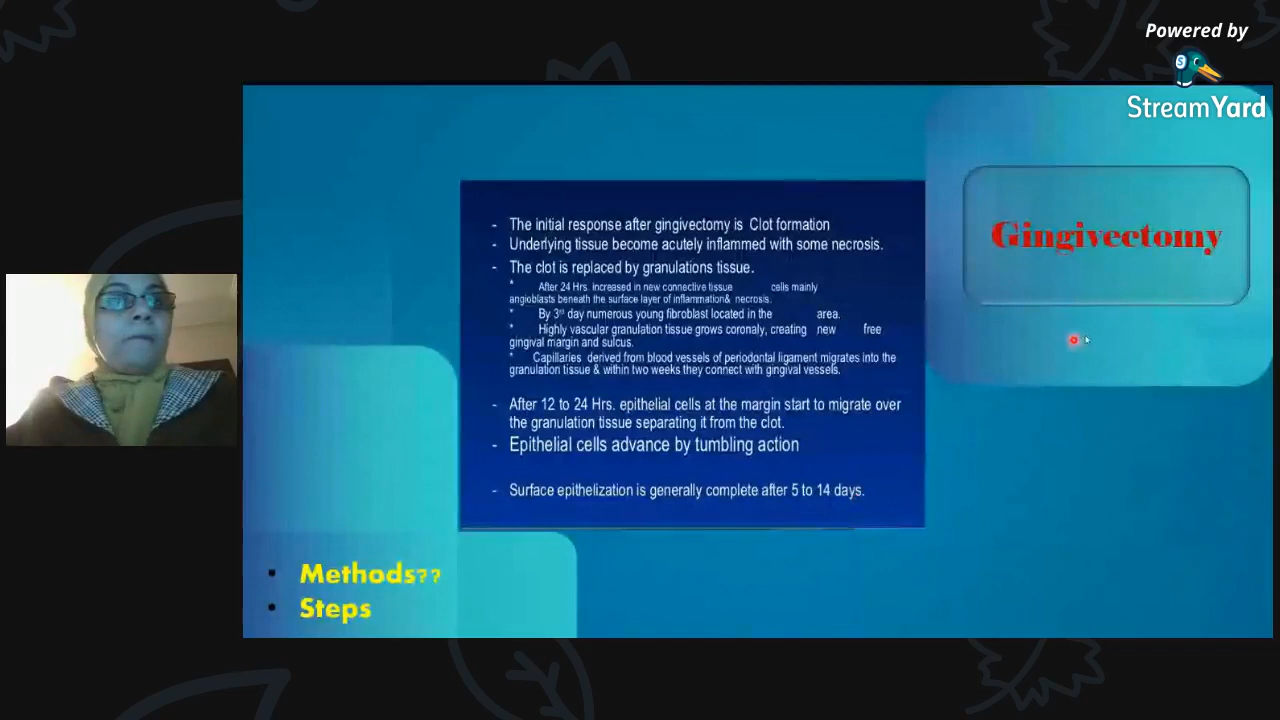 Powered by
StreamYard
Gingivectomy
- The initial response after gingivectomy is Clot formation
- Underlying tissue become acutely inflammed with some necrosis.
- The clot is replaced by granulations tissue.
* After 24 Hrs. increased in new connective tissue cells mainly
angioblasts beneath the surface layer of inflammation& necrosis.
* By 3rd day numerous young fibroblast located in the area.
* Highly vascular granulation tissue grows coronaly, creating new free
gingival margin and sulcus.
* Capillaries derived from blood vessels of periodontal ligament migrates into the
granulation tissue & within two weeks they connect with gingival vessels.
- After 12 to 24 Hrs. epithelial cells at the margin start to migrate over
the granulation tissue separating it from the clot.
- Epithelial cells advance by tumbling action
- Surface epithelization is generally complete after 5 to 14 days.
• Methods??
• Steps